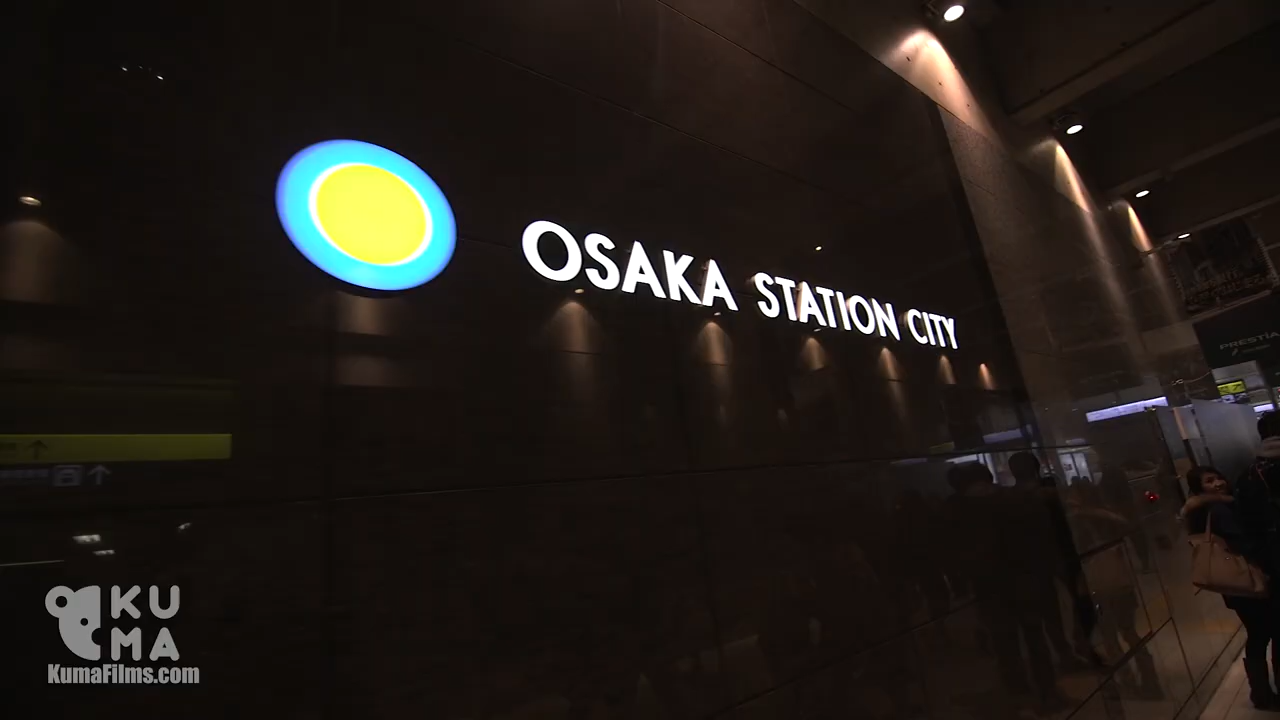 OSAKA STATION CITY
PRESTIA
KU
MA
KumaFilms.com